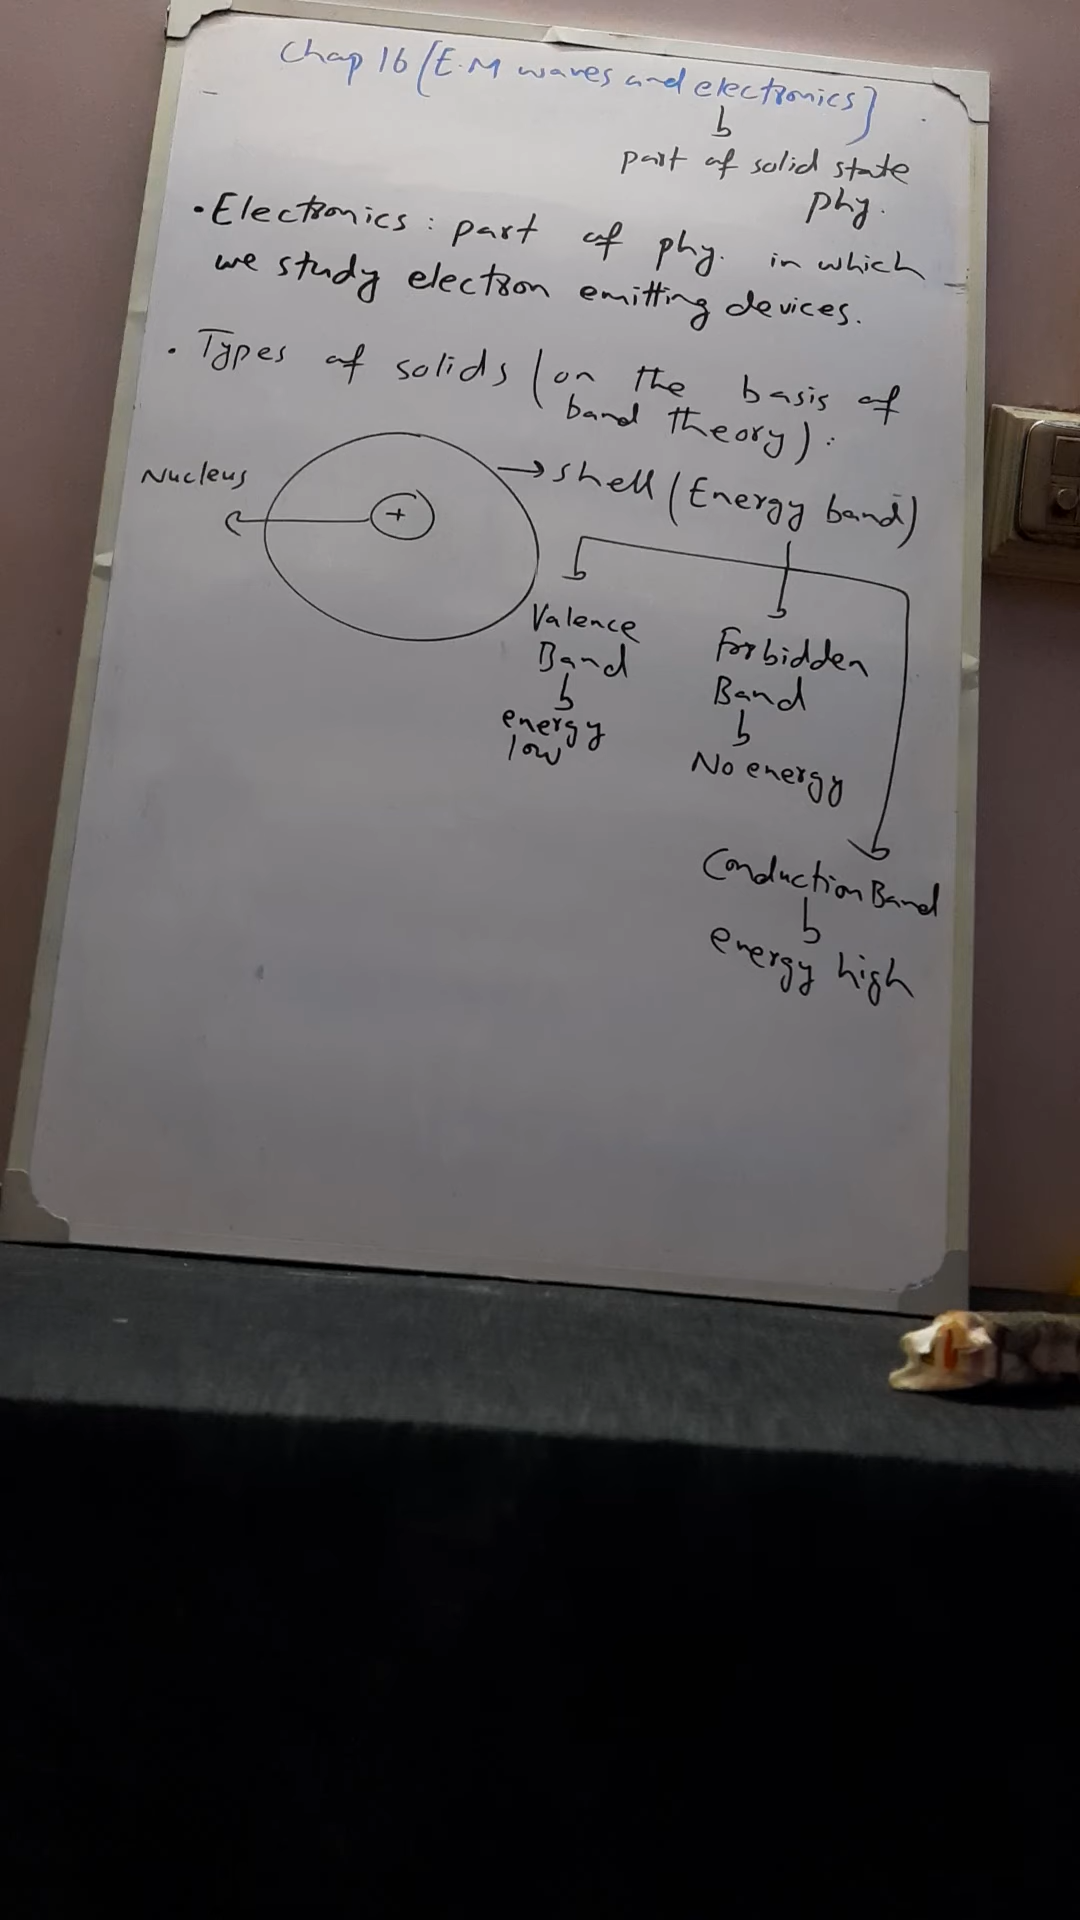 Chap 16 (E.M waves and electronics)
part of solid state
phy.
• Electronics : part of phy. in which
we study electron emitting devices.
• Types of solids (on the basis of
band theory) :
Nucleus
+
→ shell (Energy band)
Valence
Band
energy
low
Forbidden
Band
No energy
Conduction Band
energy high